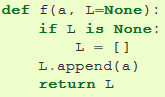 def f(a, L=None):
    if L is None:
        L = []
    L.append(a)
    return L